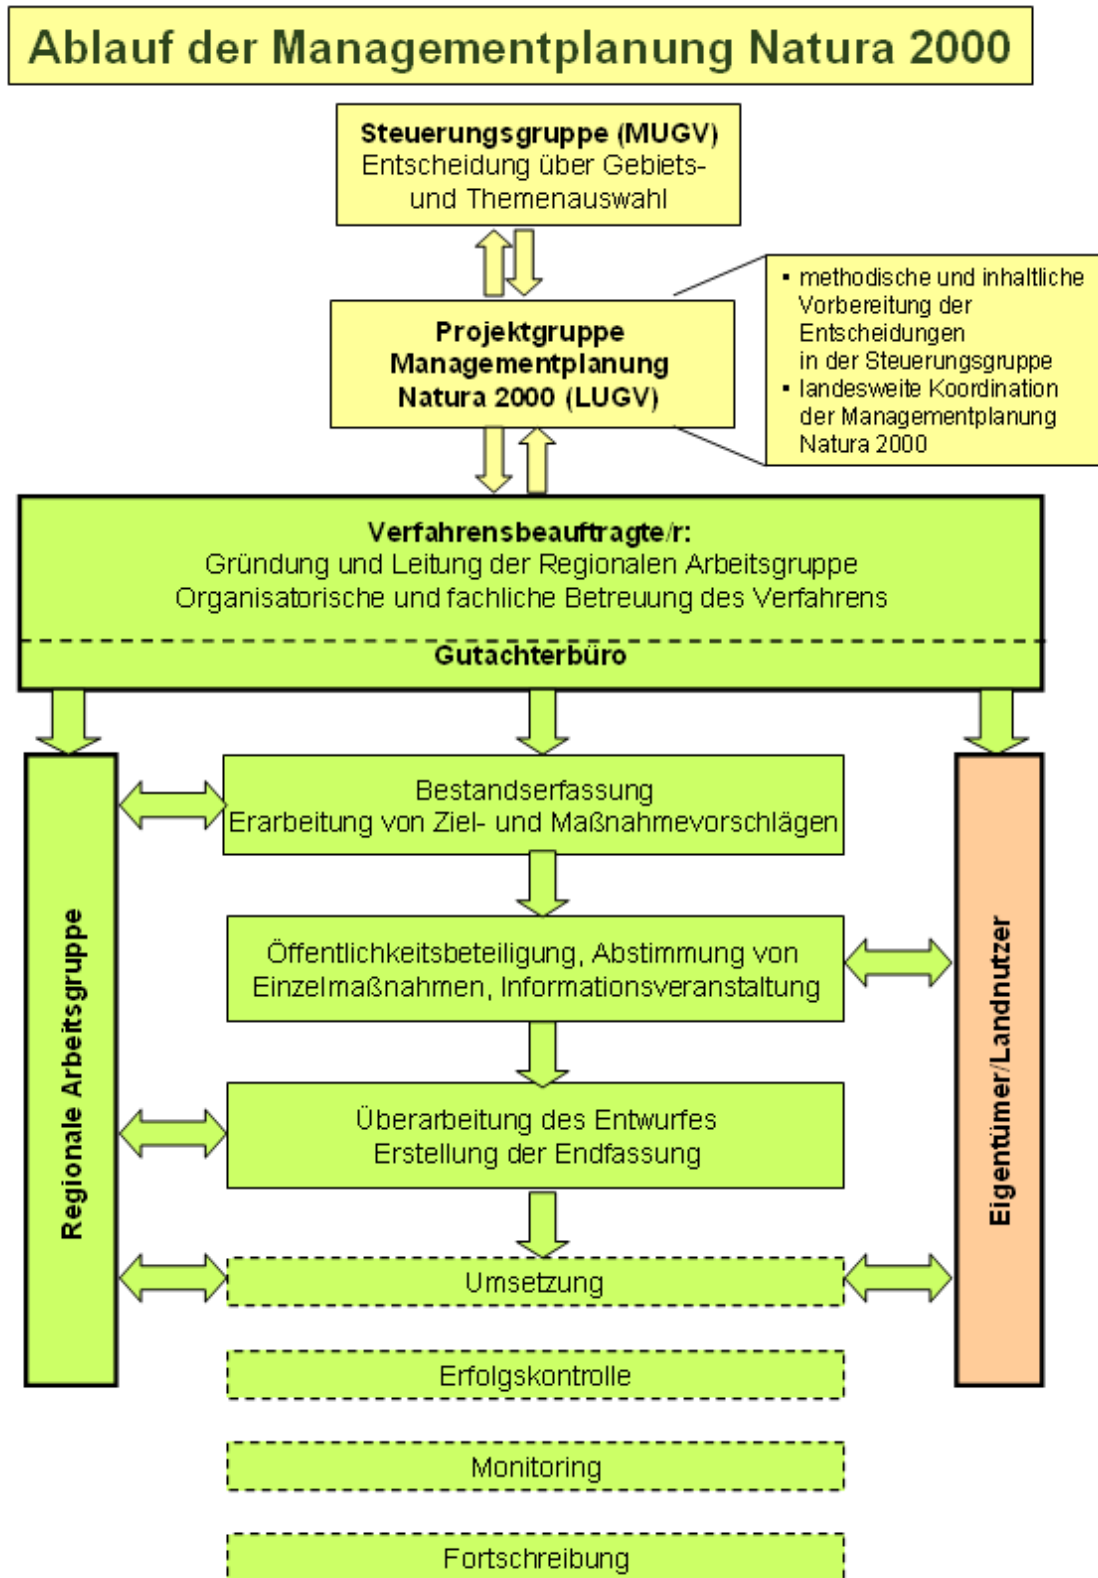 Ablauf der Managementplanung Natura 2000
Steuerungsgruppe (MUGV)
Entscheidung über Gebiets-
und Themenauswahl
▪ methodische und inhaltliche
Vorbereitung der
Entscheidungen
in der Steuerungsgruppe
▪ landesweite Koordination
der Managementplanung
Natura 2000
Projektgruppe
Managementplanung
Natura 2000 (LUGV)
Verfahrensbeauftragte/r:
Gründung und Leitung der Regionalen Arbeitsgruppe
Organisatorische und fachliche Betreuung des Verfahrens
Gutachterbüro
Regionale Arbeitsgruppe
Bestandserfassung
Erarbeitung von Ziel- und Maßnahmevorschlägen
Öffentlichkeitsbeteiligung, Abstimmung von
Einzelmaßnahmen, Informationsveranstaltung
Überarbeitung des Entwurfes
Erstellung der Endfassung
Umsetzung
Erfolgskontrolle
Monitoring
Fortschreibung
Eigentümer/Landnutzer